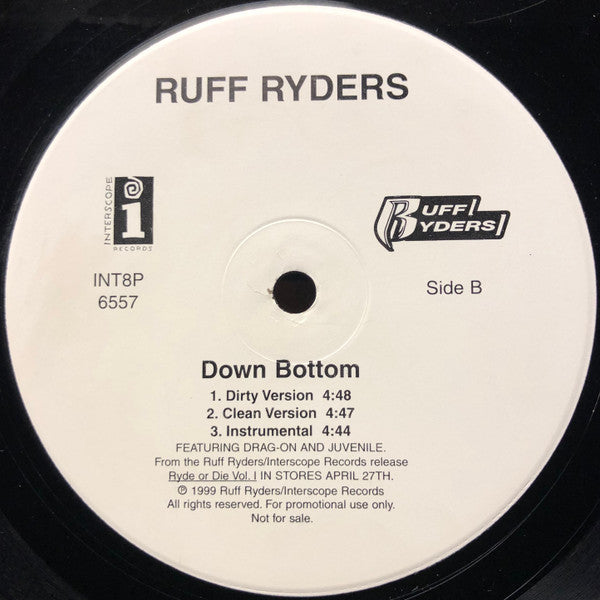 RUFF RYDERS
INTERSCOPE
i
RECORDS
RUFF
RYDERS
INT8P
6557
Side B
Down Bottom
1. Dirty Version 4:48
2. Clean Version 4:47
3. Instrumental 4:44
FEATURING DRAG-ON AND JUVENILE.
From the Ruff Ryders/Interscope Records release
Ryde or Die Vol. I IN STORES APRIL 27TH.
℗ 1999 Ruff Ryders/Interscope Records
All rights reserved. For promotional use only.
Not for sale.